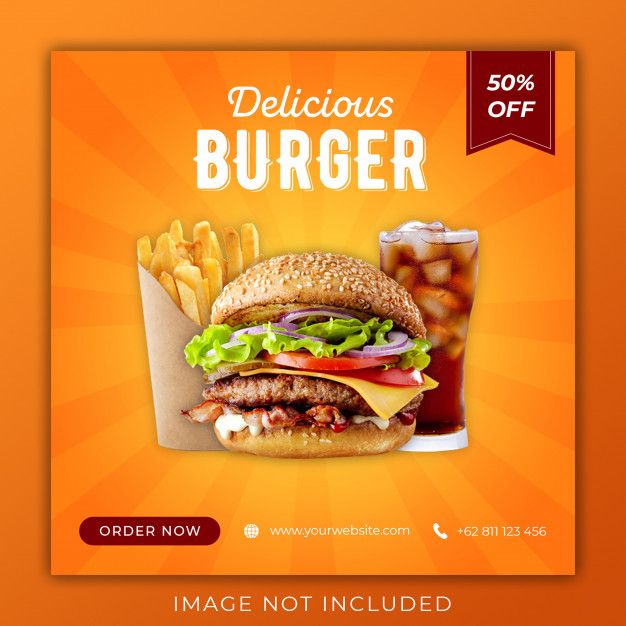 50%
OFF
Delicious
BURGER
ORDER NOW
www.yourwebsite.com
+62 811 123 456
IMAGE NOT INCLUDED